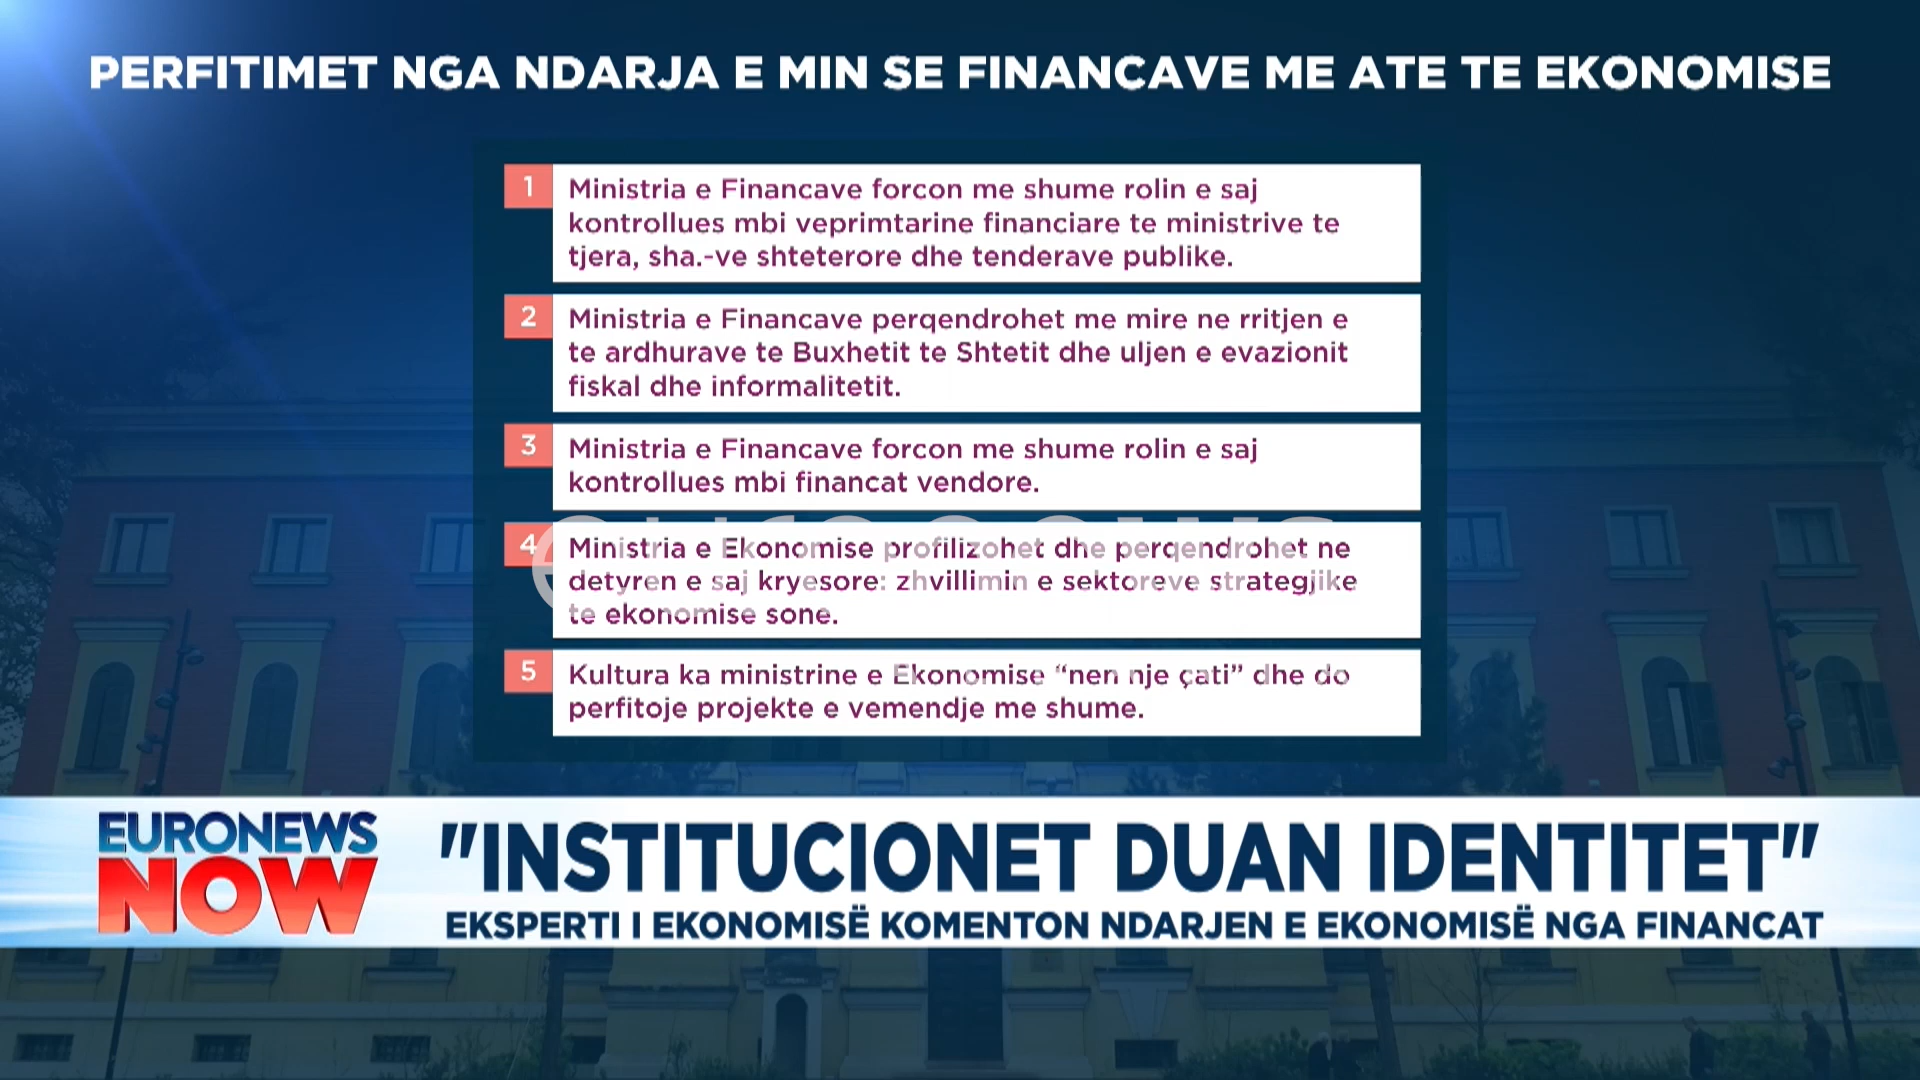 PERFITIMET NGA NDARJA E MIN SE FINANCAVE ME ATE TE EKONOMISE
1
Ministria e Financave forcon me shume rolin e saj
kontrollues mbi veprimtarine financiare te ministrive te
tjera, sha.-ve shteterore dhe tenderave publike.
2
Ministria e Financave perqendrohet me mire ne rritjen e
te ardhurave te Buxhetit te Shtetit dhe uljen e evazionit
fiskal dhe informalitetit.
3
Ministria e Financave forcon me shume rolin e saj
kontrollues mbi financat vendore.
4
Ministria e Ekonomise profilizohet dhe perqendrohet ne
detyren e saj kryesore: zhvillimin e sektoreve strategjike
te ekonomise sone.
5
Kultura ka ministrine e Ekonomise “nen nje çati” dhe do
perfitoje projekte e vemendje me shume.
EURONEWS
NOW
"INSTITUCIONET DUAN IDENTITET"
EKSPERTI I EKONOMISË KOMENTON NDARJEN E EKONOMISË NGA FINANCAT